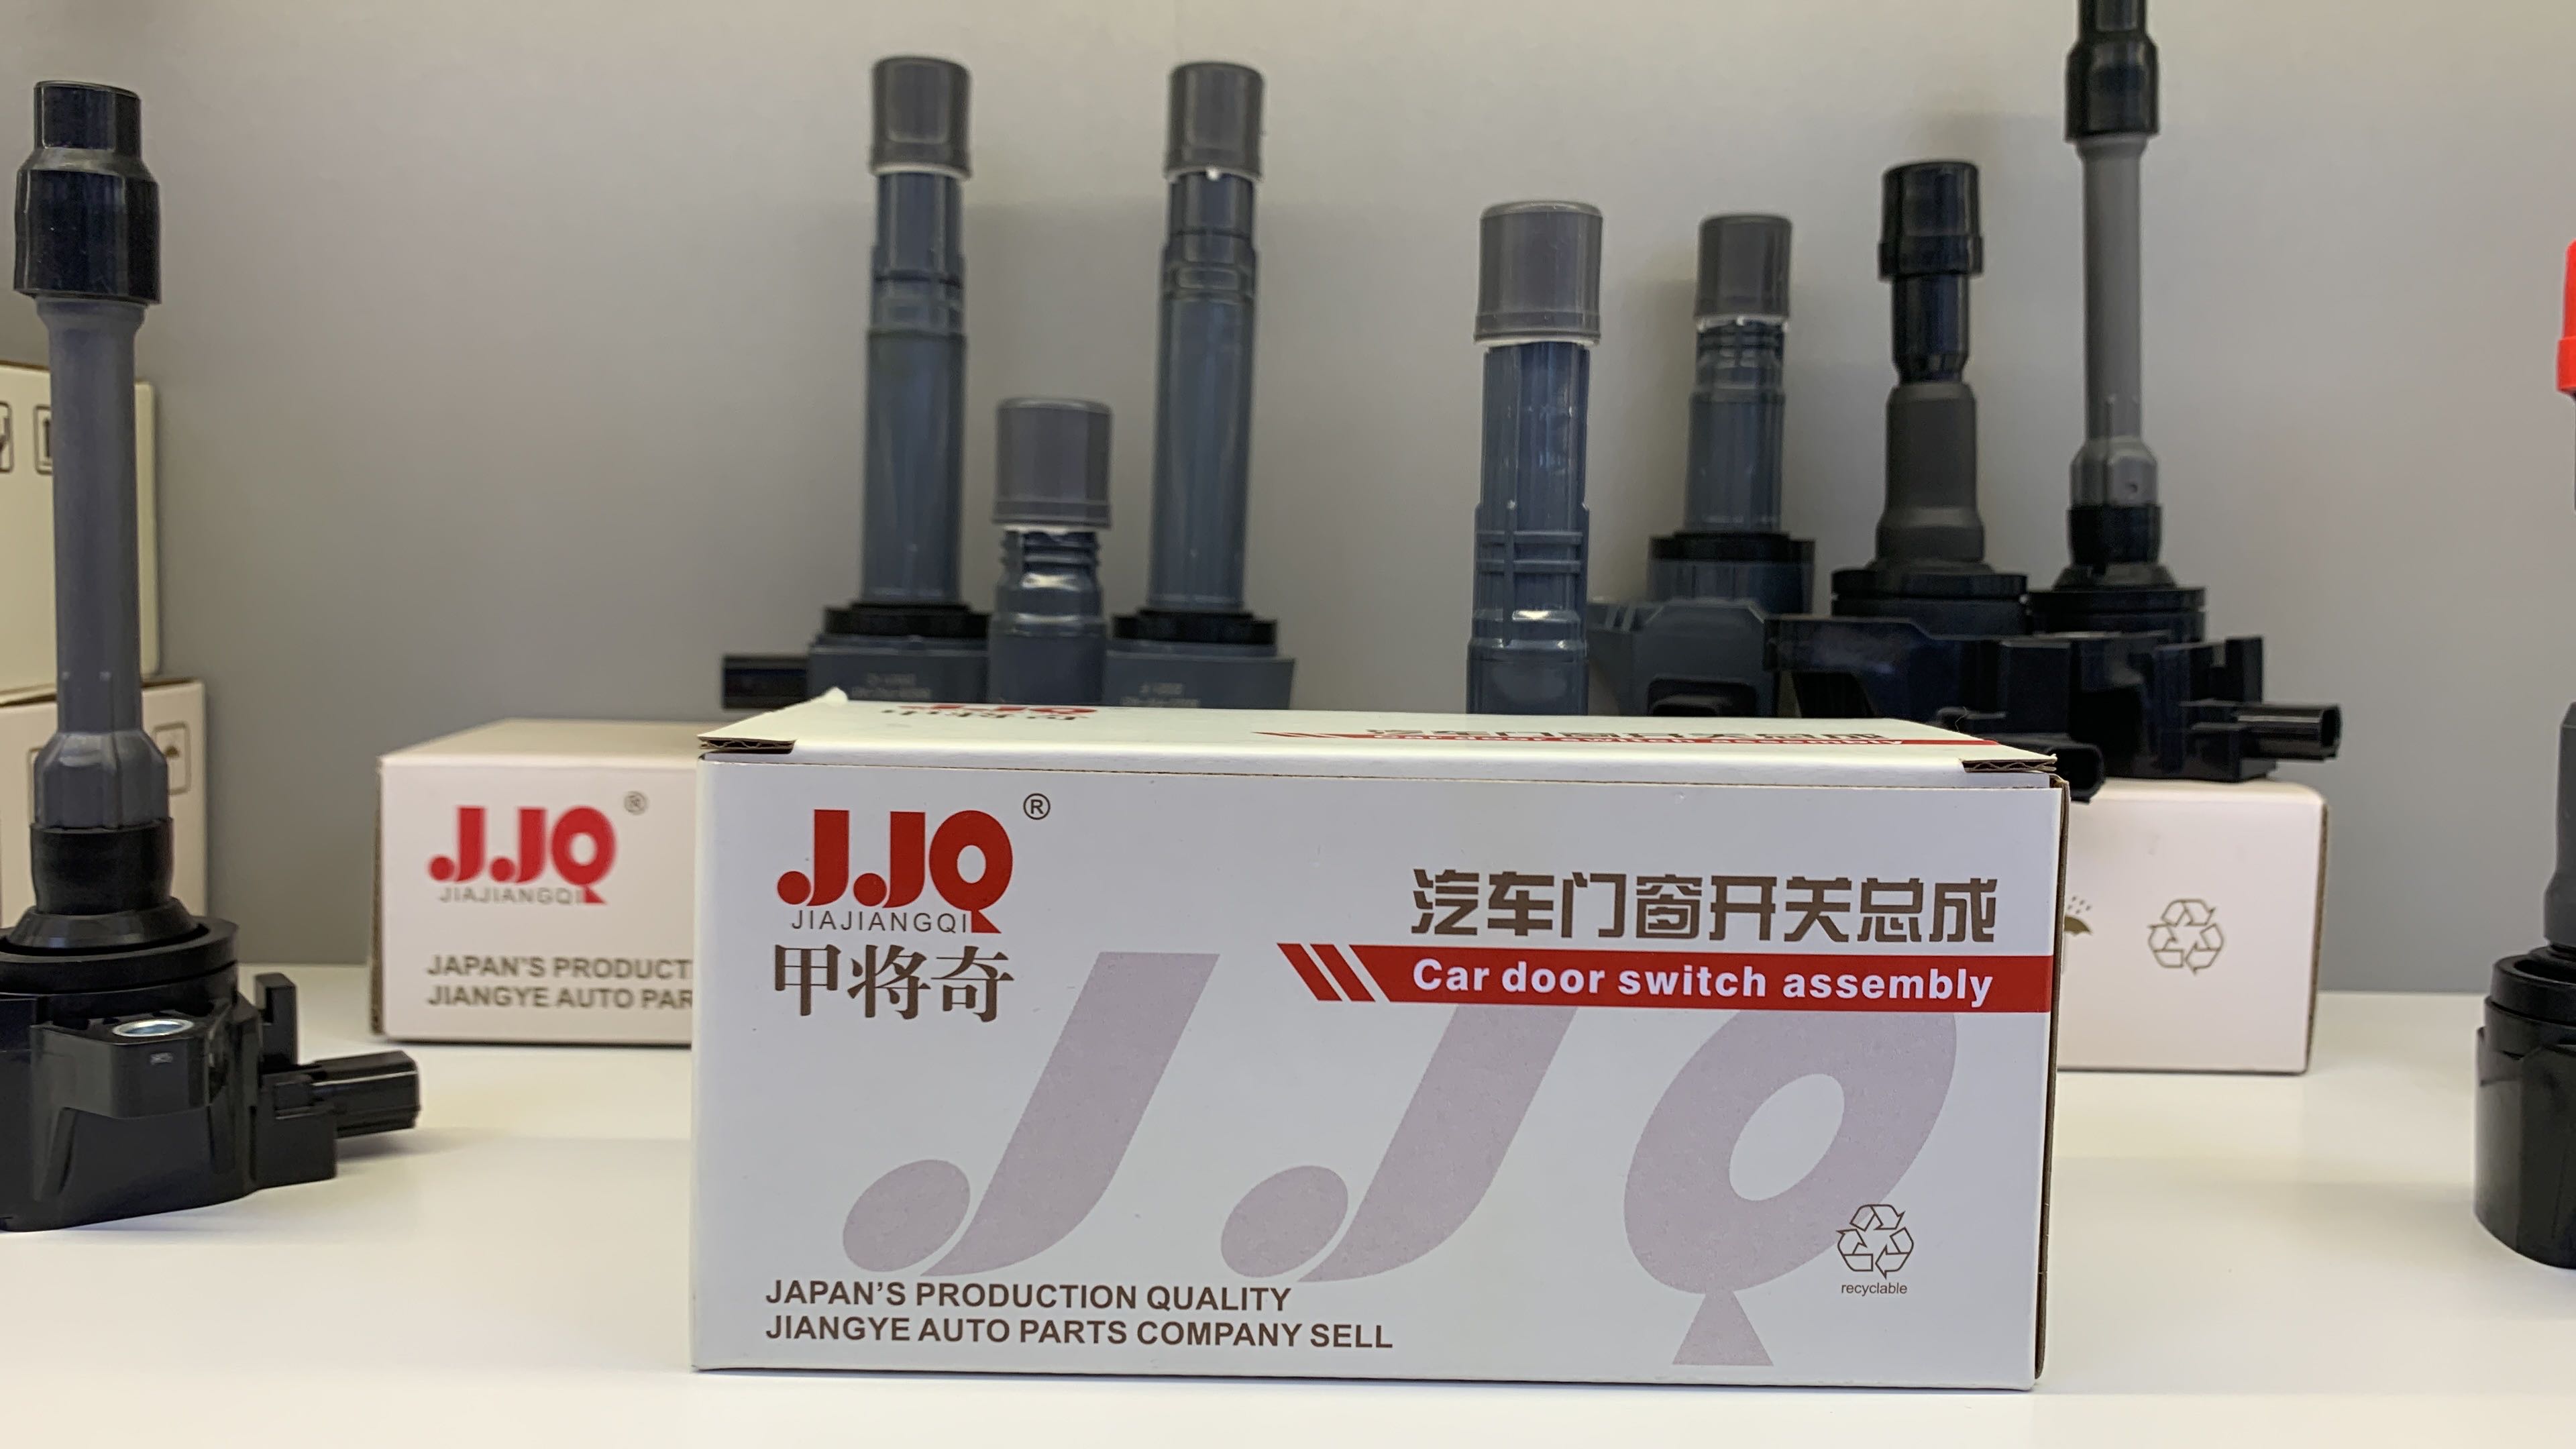 JJQ
®
JIAJIANGQI
甲将奇
汽车门窗开关总成
Car door switch assembly
JAPAN'S PRODUCTION QUALITY
JIANGYE AUTO PARTS COMPANY SELL
recyclable
JJQ
JJQ
®
JIAJIANGQI
JAPAN'S PRODUCT
JIANGYE AUTO PAR